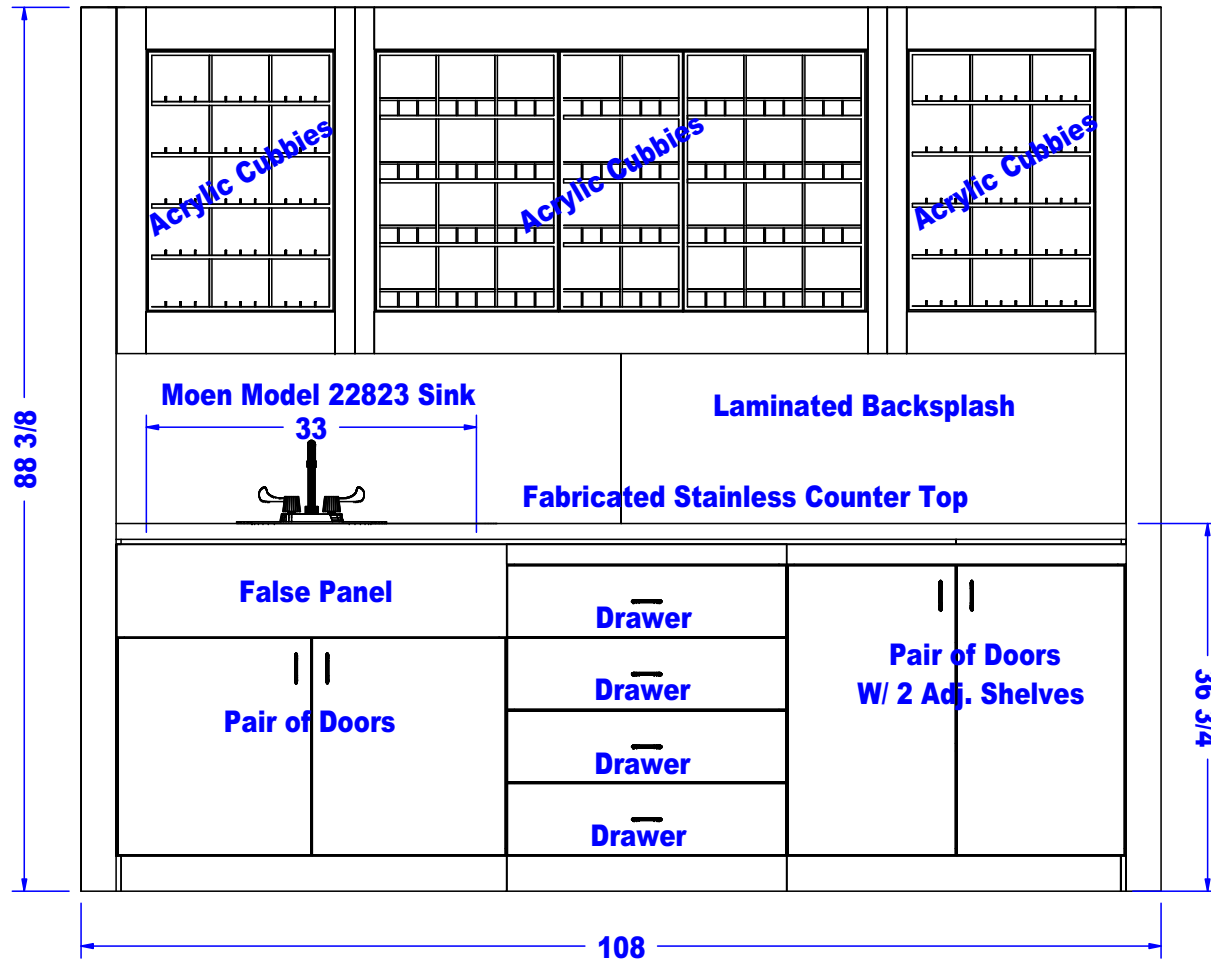 Acrylic Cubbies
Acrylic Cubbies
Acrylic Cubbies
88 3/8
Moen Model 22823 Sink
33
Laminated Backsplash
Fabricated Stainless Counter Top
False Panel
Drawer
Pair of Doors
W/ 2 Adj. Shelves
36 3/4
Drawer
Pair of Doors
Drawer
Drawer
108